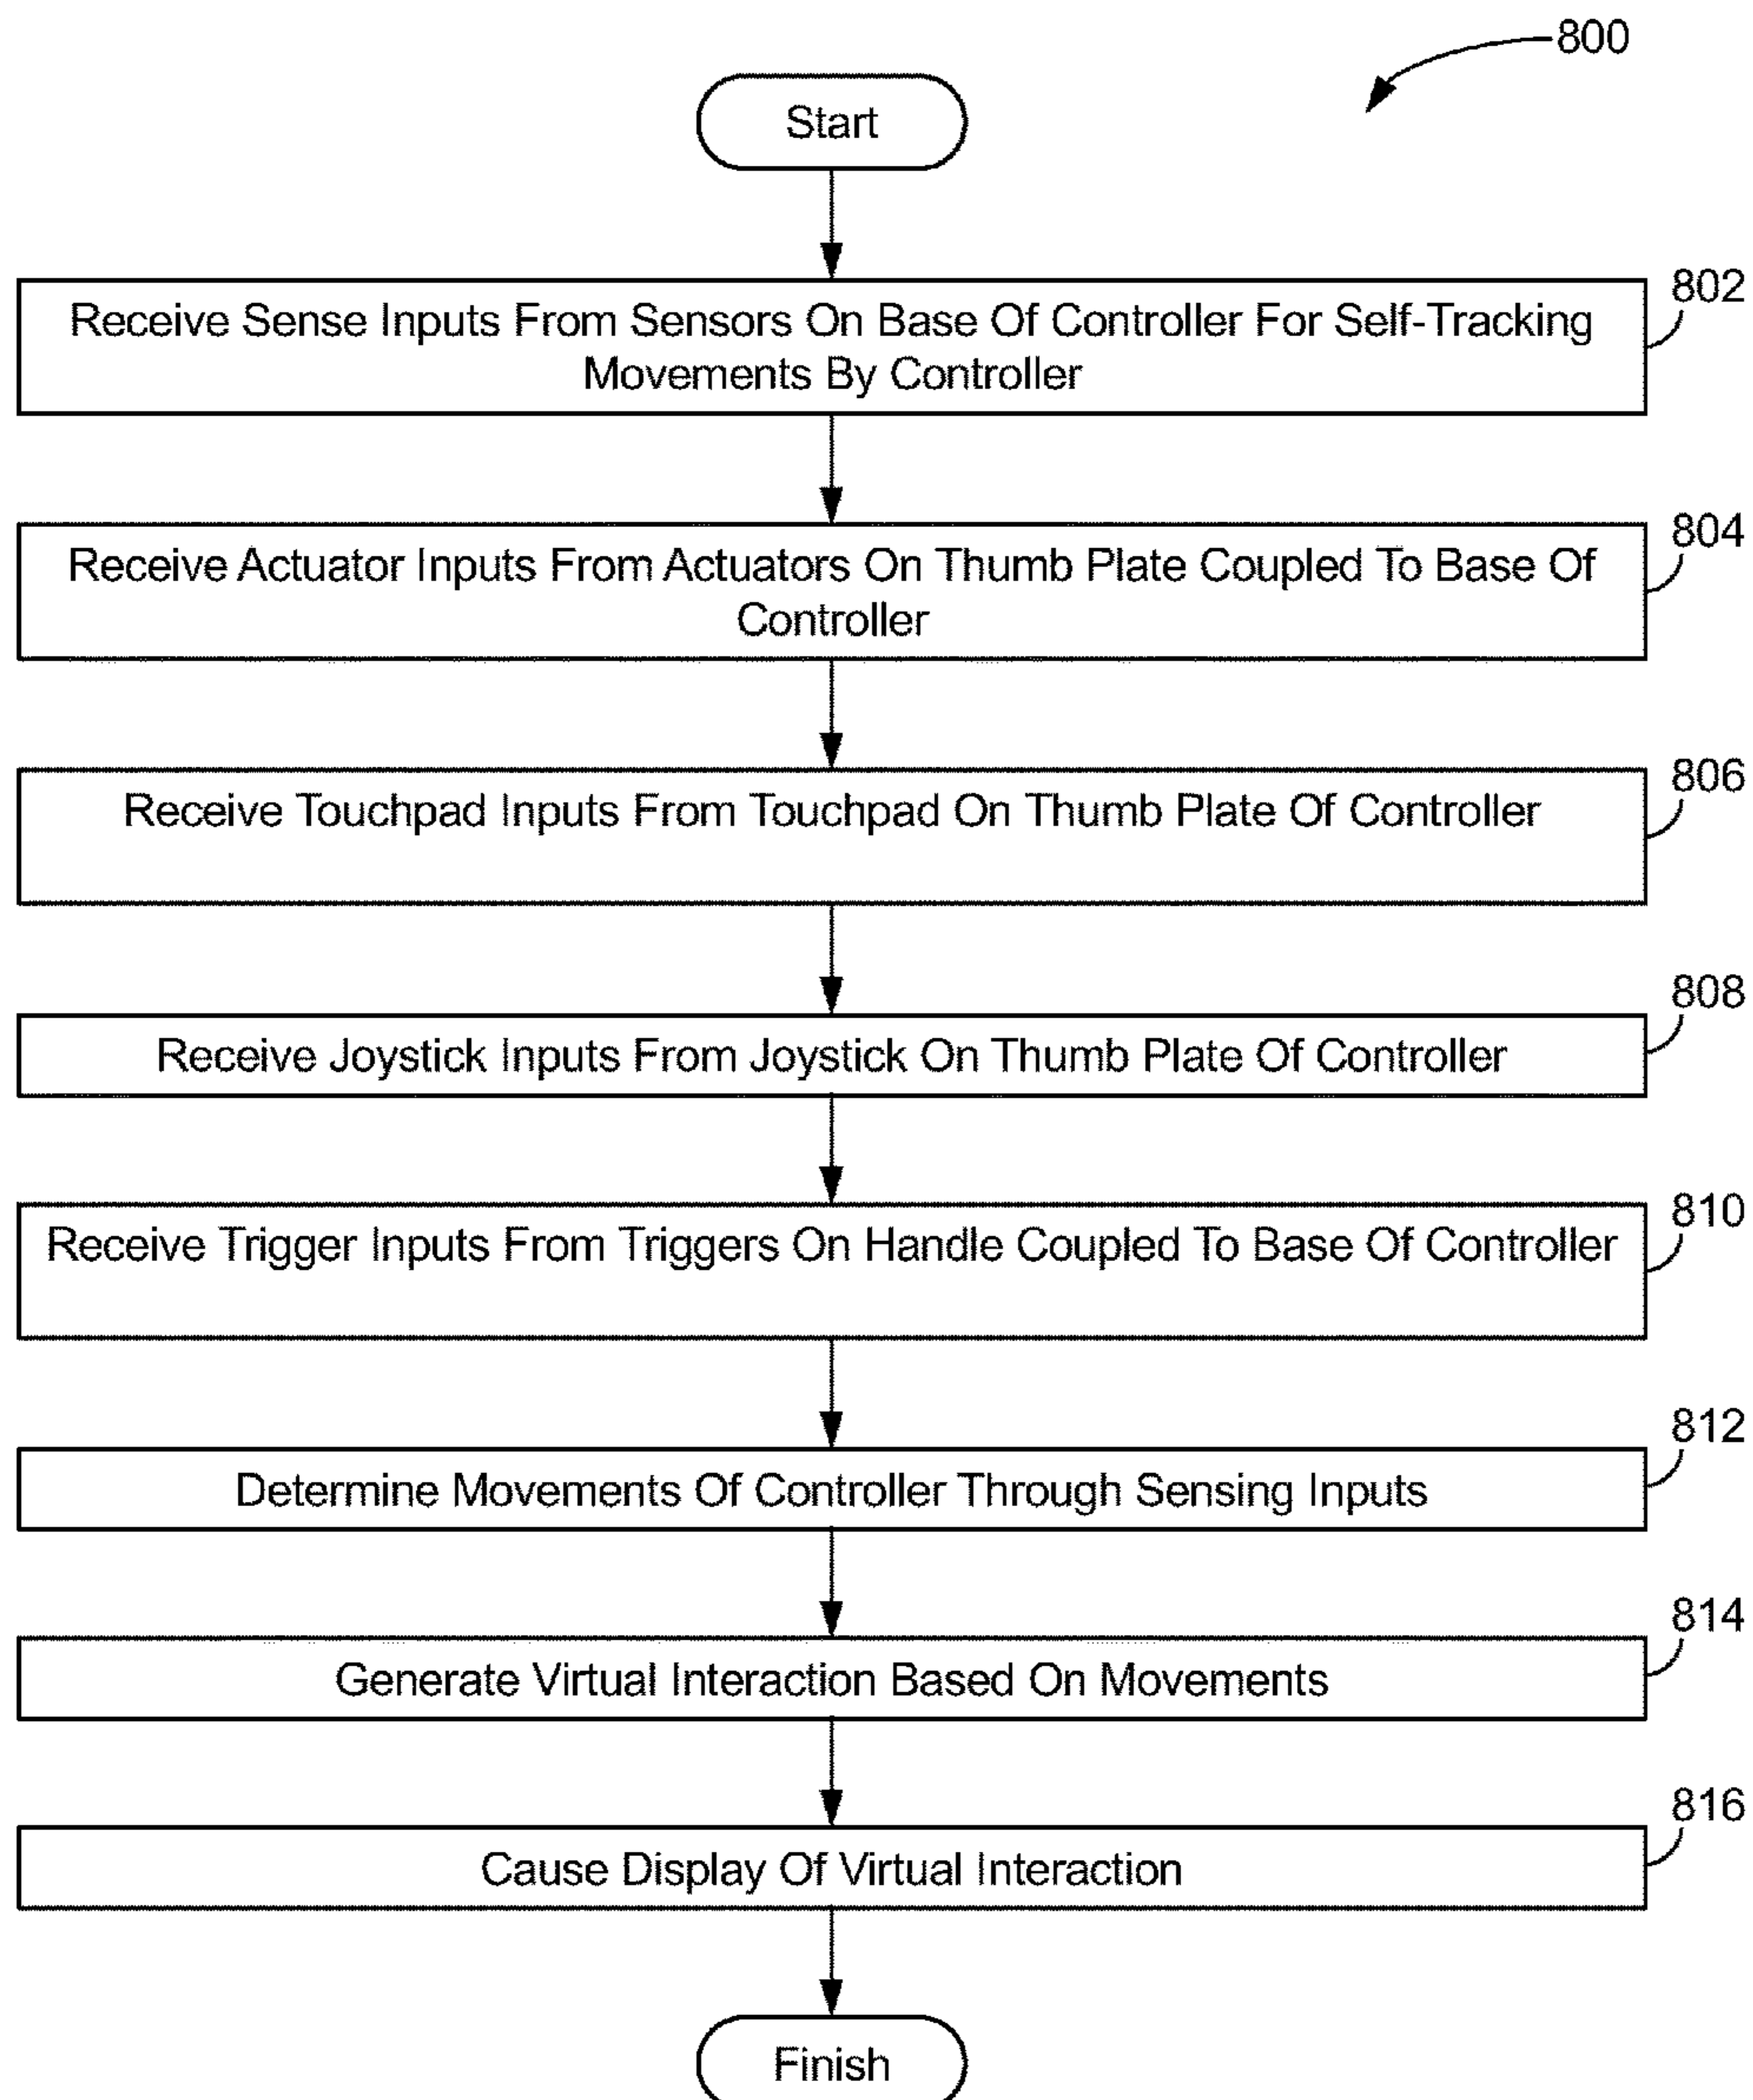 800
Start
802
Receive Sense Inputs From Sensors On Base Of Controller For Self-Tracking
Movements By Controller
804
Receive Actuator Inputs From Actuators On Thumb Plate Coupled To Base Of
Controller
806
Receive Touchpad Inputs From Touchpad On Thumb Plate Of Controller
808
Receive Joystick Inputs From Joystick On Thumb Plate Of Controller
810
Receive Trigger Inputs From Triggers On Handle Coupled To Base Of Controller
812
Determine Movements Of Controller Through Sensing Inputs
814
Generate Virtual Interaction Based On Movements
816
Cause Display Of Virtual Interaction
Finish